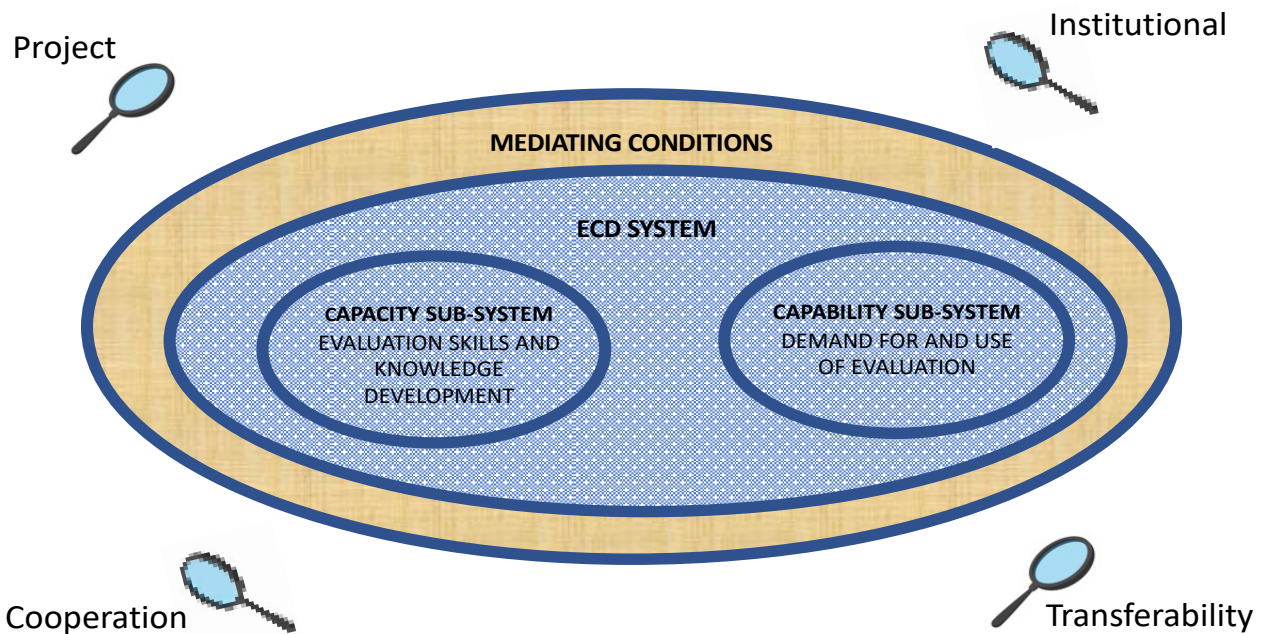 Project
Institutional
MEDIATING CONDITIONS
ECD SYSTEM
CAPACITY SUB-SYSTEM
EVALUATION SKILLS AND
KNOWLEDGE
DEVELOPMENT
CAPABILITY SUB-SYSTEM
DEMAND FOR AND USE
OF EVALUATION
Cooperation
Transferability